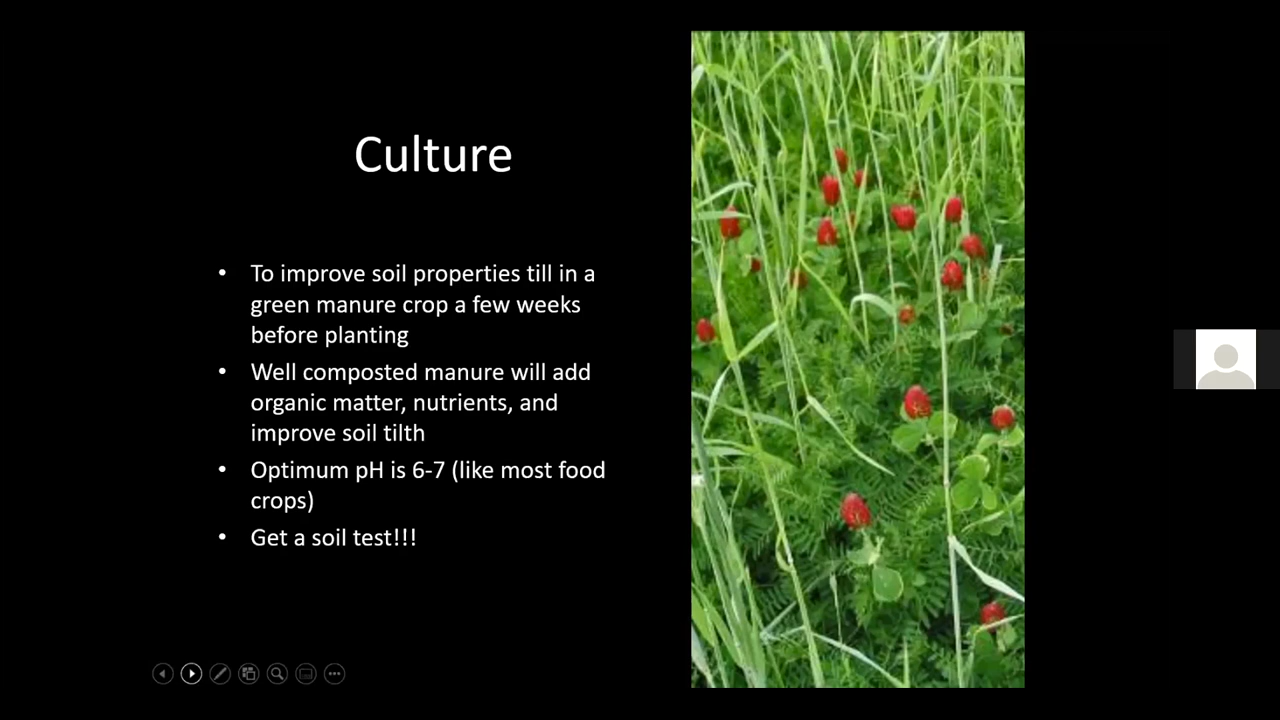 Culture
• To improve soil properties till in a
green manure crop a few weeks
before planting
• Well composted manure will add
organic matter, nutrients, and
improve soil tilth
• Optimum pH is 6-7 (like most food
crops)
• Get a soil test!!!